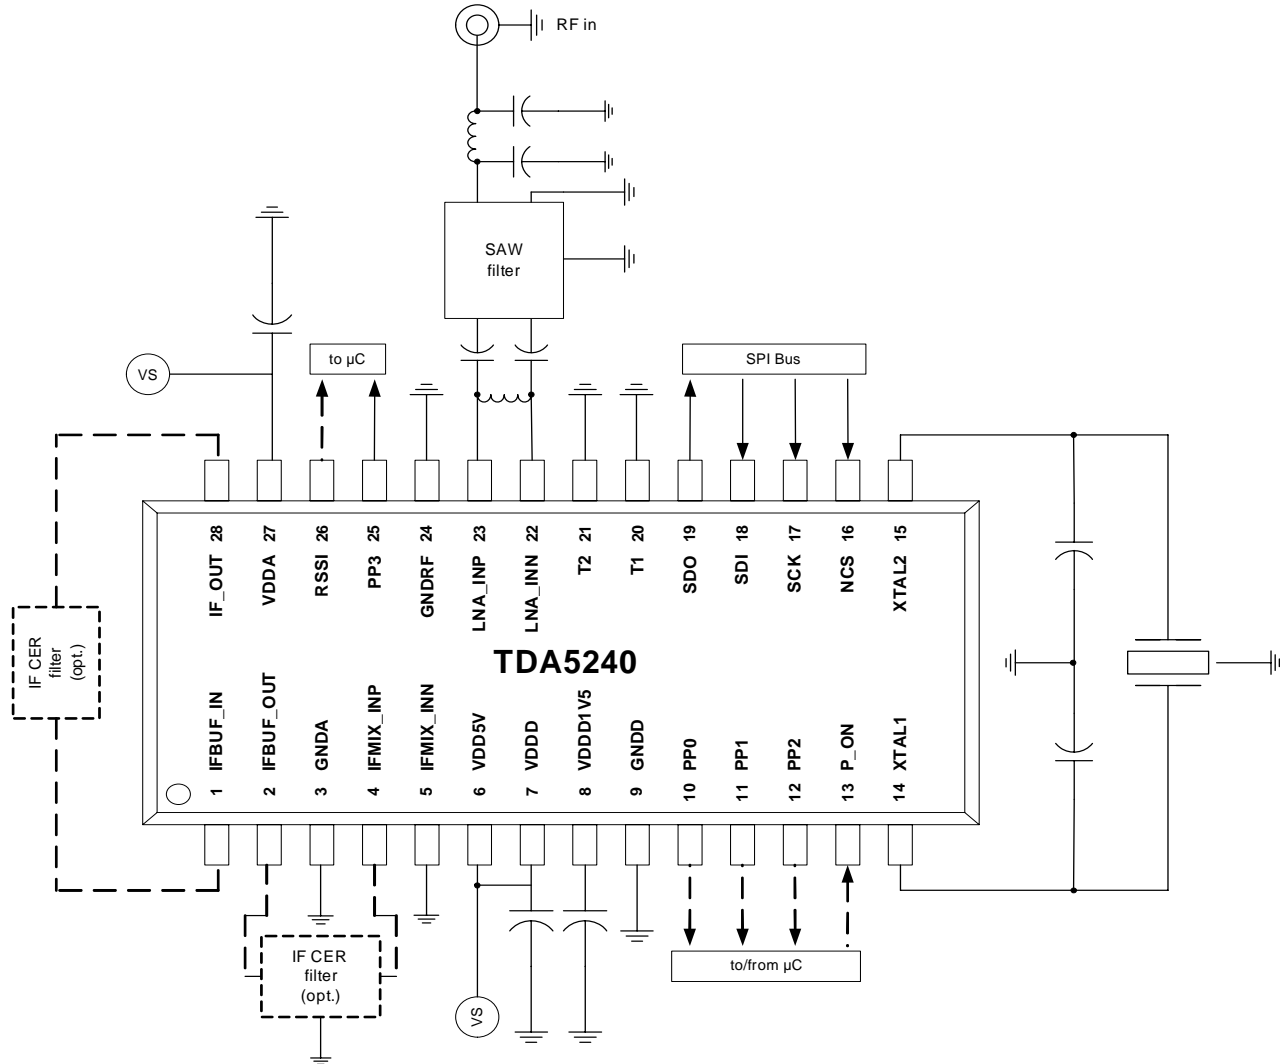 RF in
SAW
filter
VS
to µC
SPI Bus
28 27 26 25 24 23 22 21 20 19 18 17 16 15
IF_OUT
VDDA
RSSI
PP3
GNDRF
LNA_INP
LNA_INN
T2
T1
SDO
SDI
SCK
NCS
XTAL2
IF CER
filter
(opt.)
TDA5240
IFBUF_IN
IFBUF_OUT
GNDA
IFMIX_INP
IFMIX_INN
VDD5V
VDDD
VDDD1V5
GNDD
PP0
PP1
PP2
P_ON
XTAL1
1 2 3 4 5 6 7 8 9 10 11 12 13 14
IF CER
filter
(opt.)
VS
to/from µC